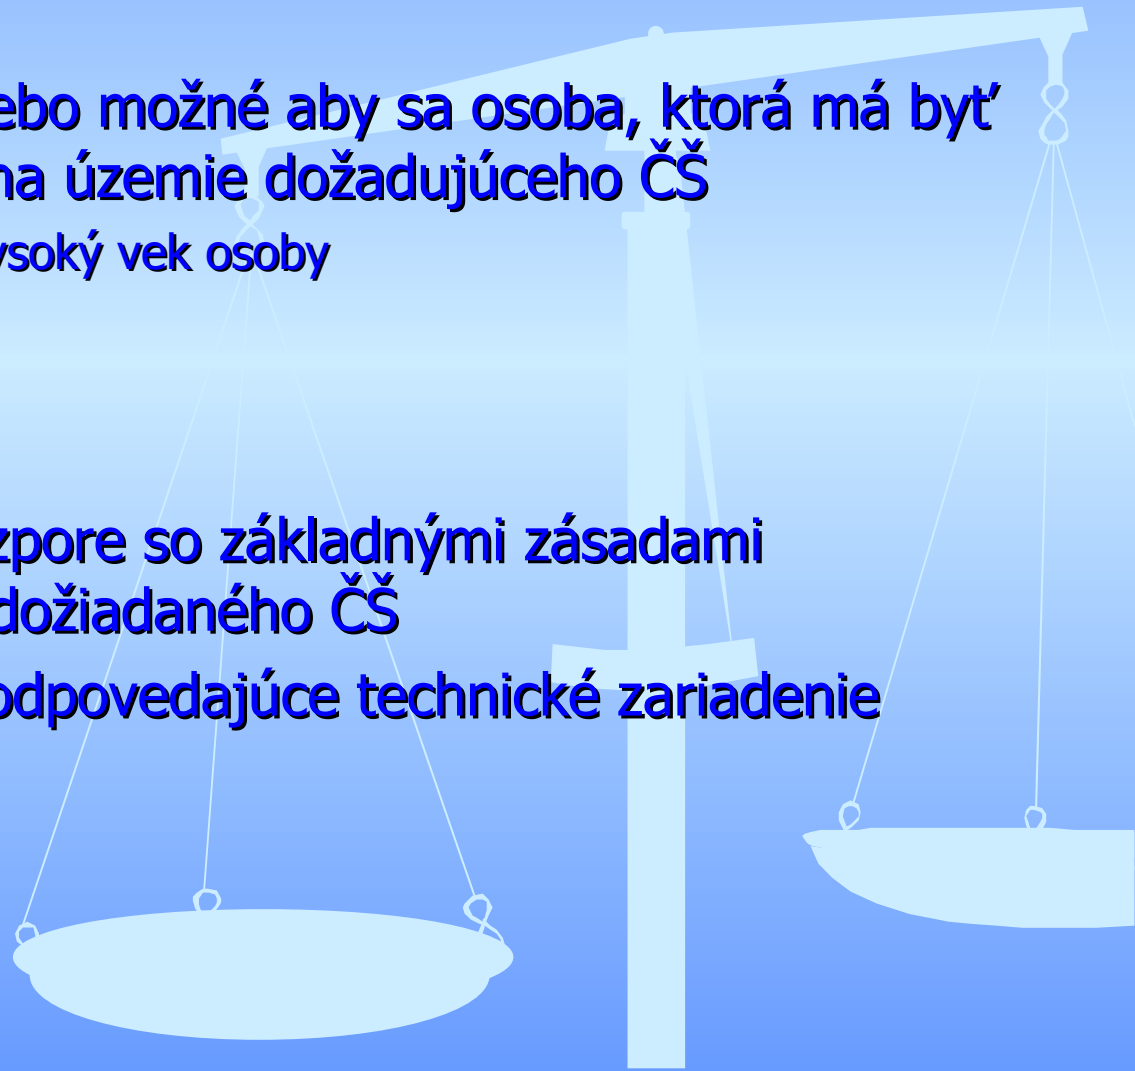 ebo možné aby sa osoba, ktorá má byť
na územie dožadujúceho ČŠ
ysoký vek osoby
zpore so základnými zásadami
dožiadaného ČŠ
odpovedajúce technické zariadenie